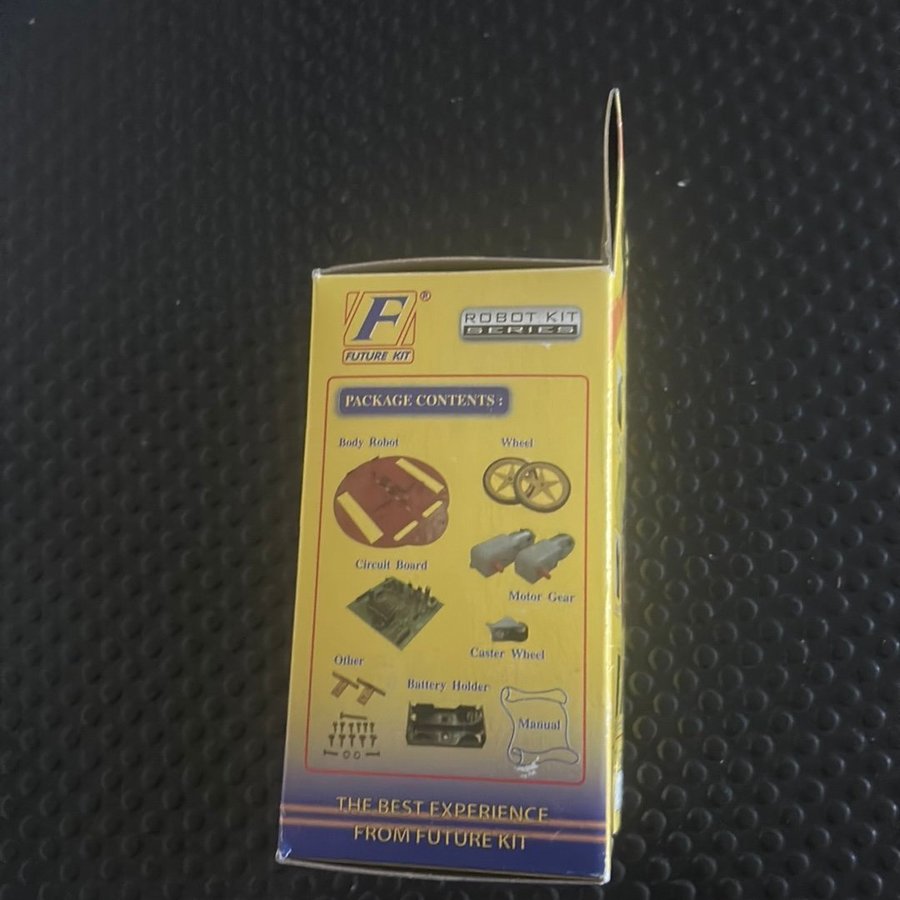 F®
FUTURE KIT
ROBOT KIT
SERIES
PACKAGE CONTENTS :
Body Robot
Wheel
Circuit Board
Motor Gear
Caster Wheel
Other
Battery Holder
Manual
THE BEST EXPERIENCE
FROM FUTURE KIT